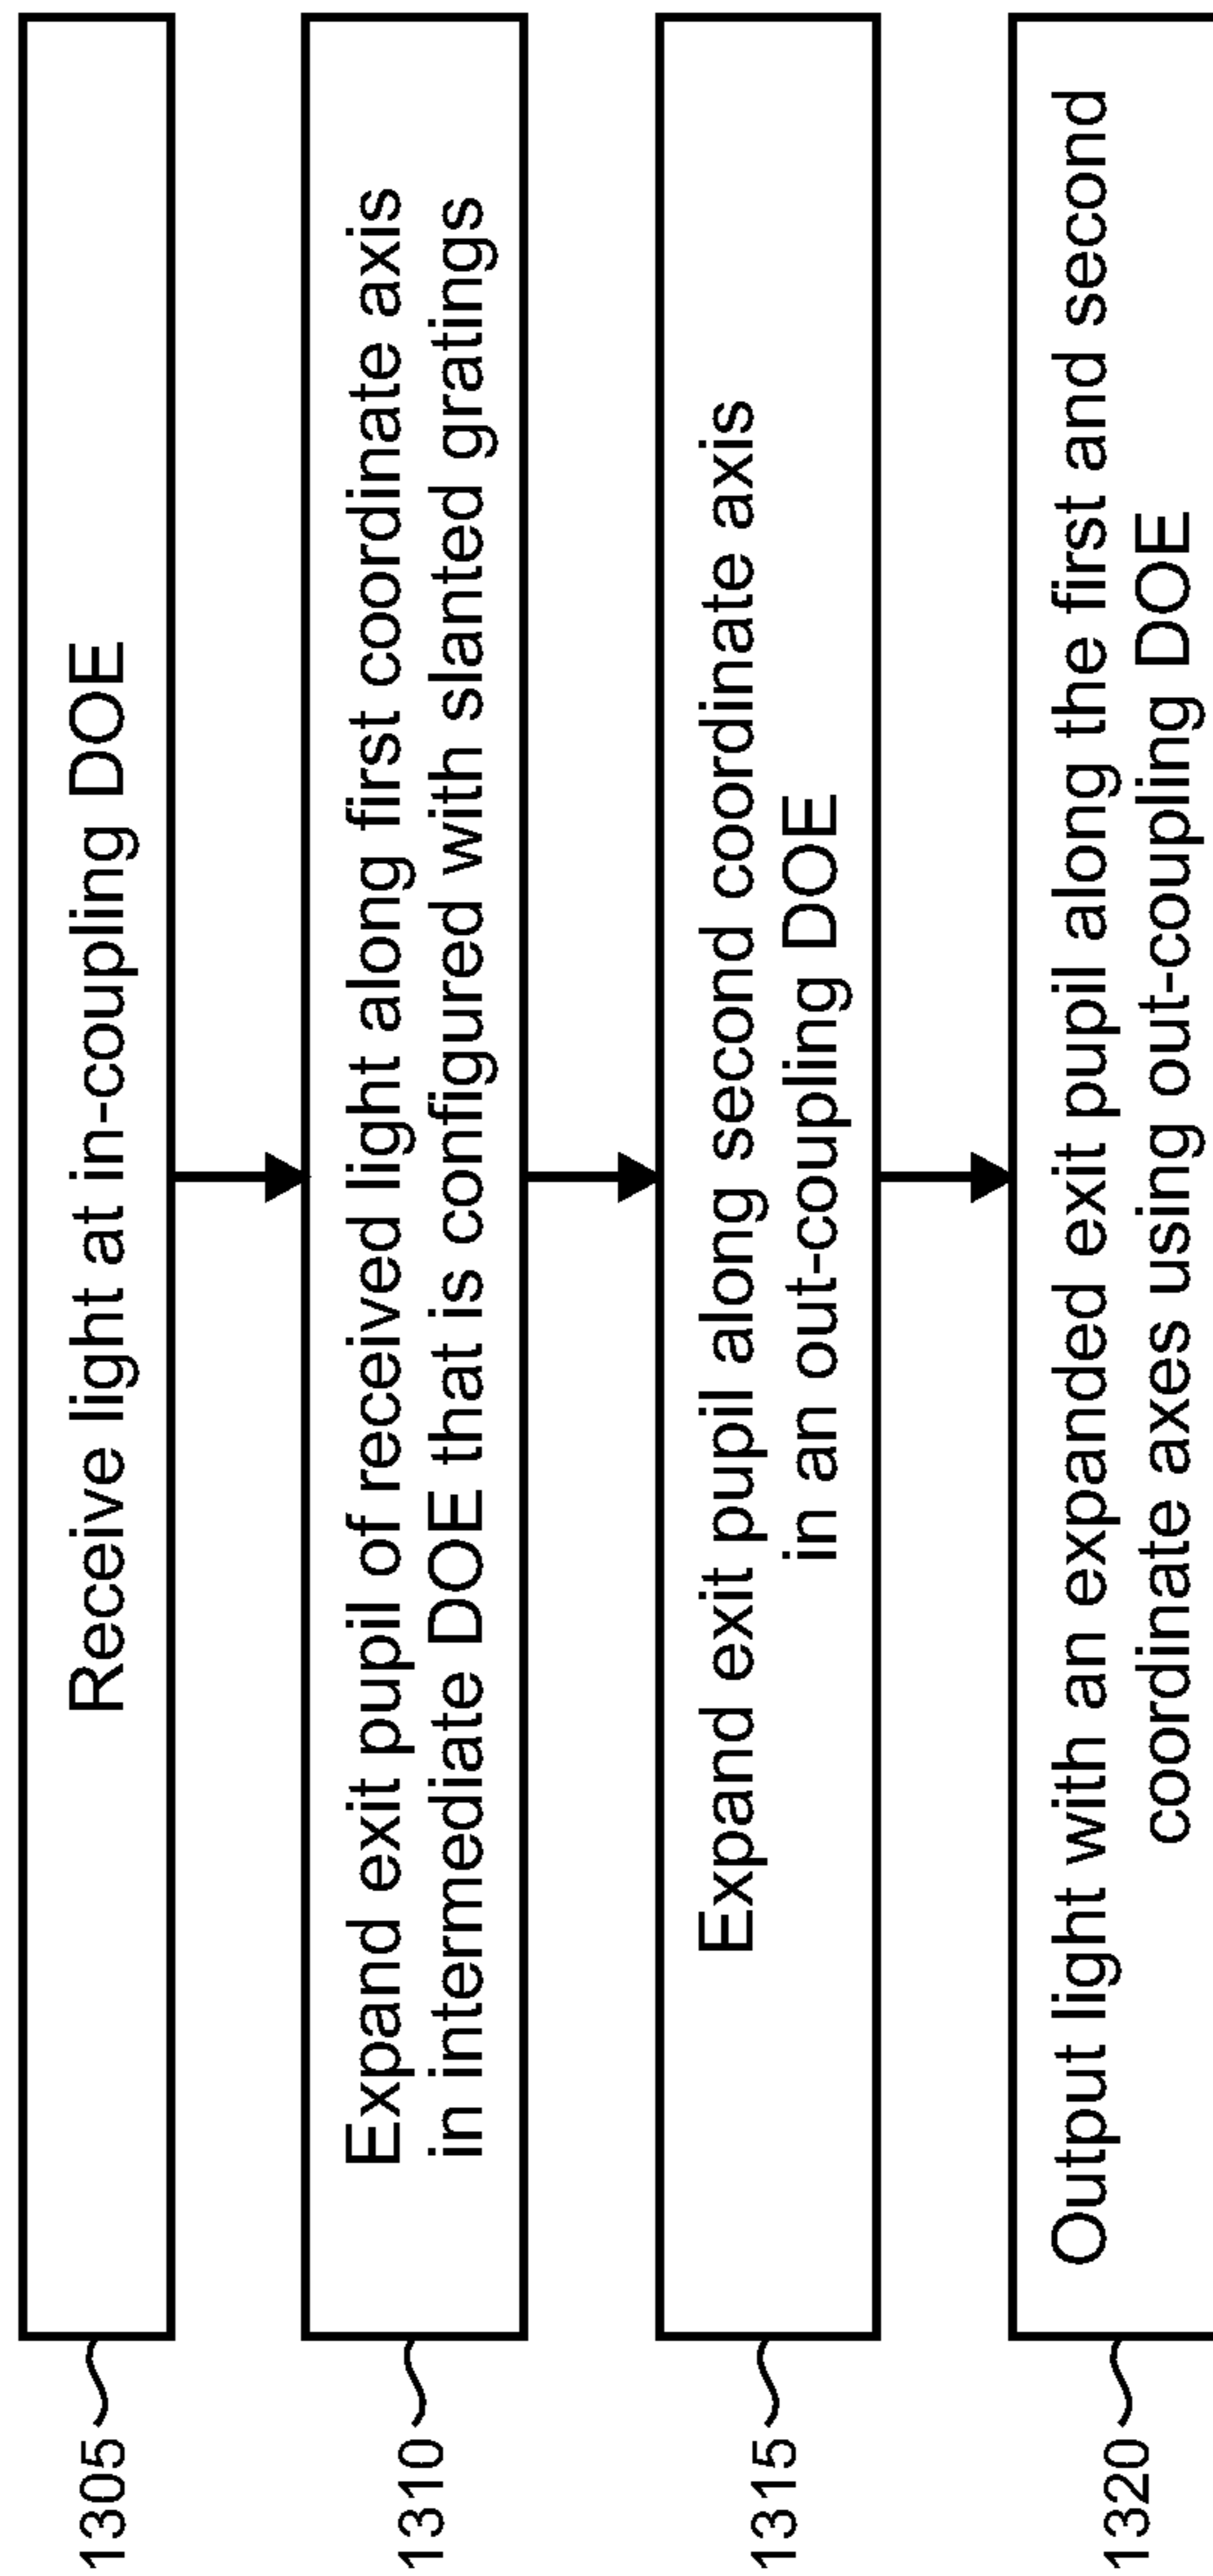 1305
Receive light at in-coupling DOE
1310
Expand exit pupil of received light along first coordinate axis
in intermediate DOE that is configured with slanted gratings
1315
Expand exit pupil along second coordinate axis
in an out-coupling DOE
1320
Output light with an expanded exit pupil along the first and second
coordinate axes using out-coupling DOE